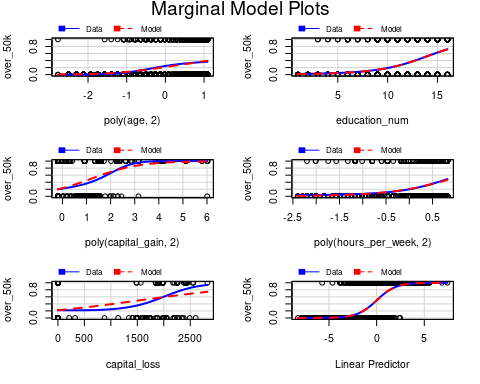 Marginal Model Plots
Data Model Data Model
over_50k 0.0 0.8 over_50k 0.0 0.8
-2 -1 0 1 5 10 15
poly(age, 2) education_num
Data Model Data Model
over_50k 0.0 0.8 over_50k 0.0 0.8
0 1 2 3 4 5 6 -2.5 -1.5 -0.5 0.5
poly(capital_gain, 2) poly(hours_per_week, 2)
Data Model Data Model
over_50k 0.0 0.8 over_50k 0.0 0.8
0 500 1500 2500 -5 0 5
capital_loss Linear Predictor